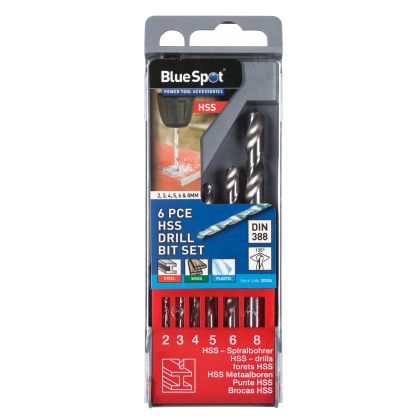 BlueSpot
POWER TOOL ACCESSORIES
HSS
2, 3, 4, 5, 6 & 8MM
6 PCE
HSS
DRILL
BIT SET
DIN
388
135°
STEEL
WOOD
PLASTIC
2 3 4 5 6 8
HSS - Spiralbohrer
HSS - drills
forets HSS
HSS Metaalboren
Punte HSS
Brocas HSS